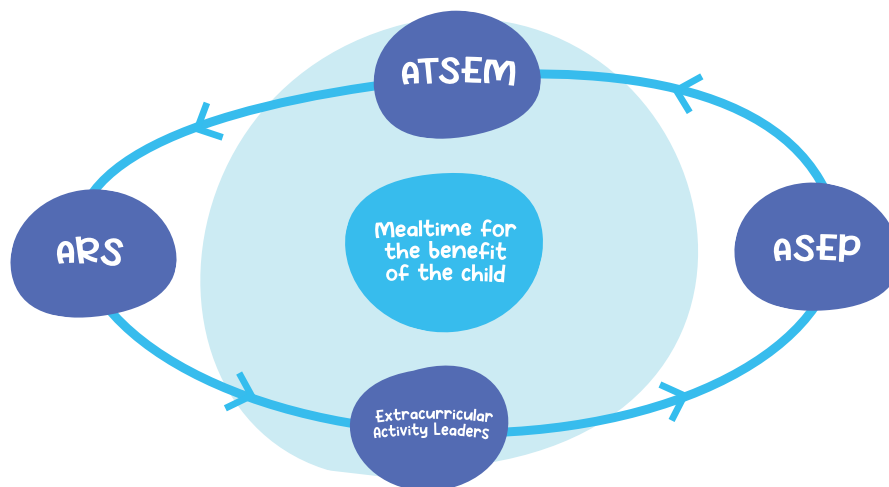 ATSEM
ARS
Mealtime for
the benefit
of the child
ASEP
Extracurricular
Activity Leaders